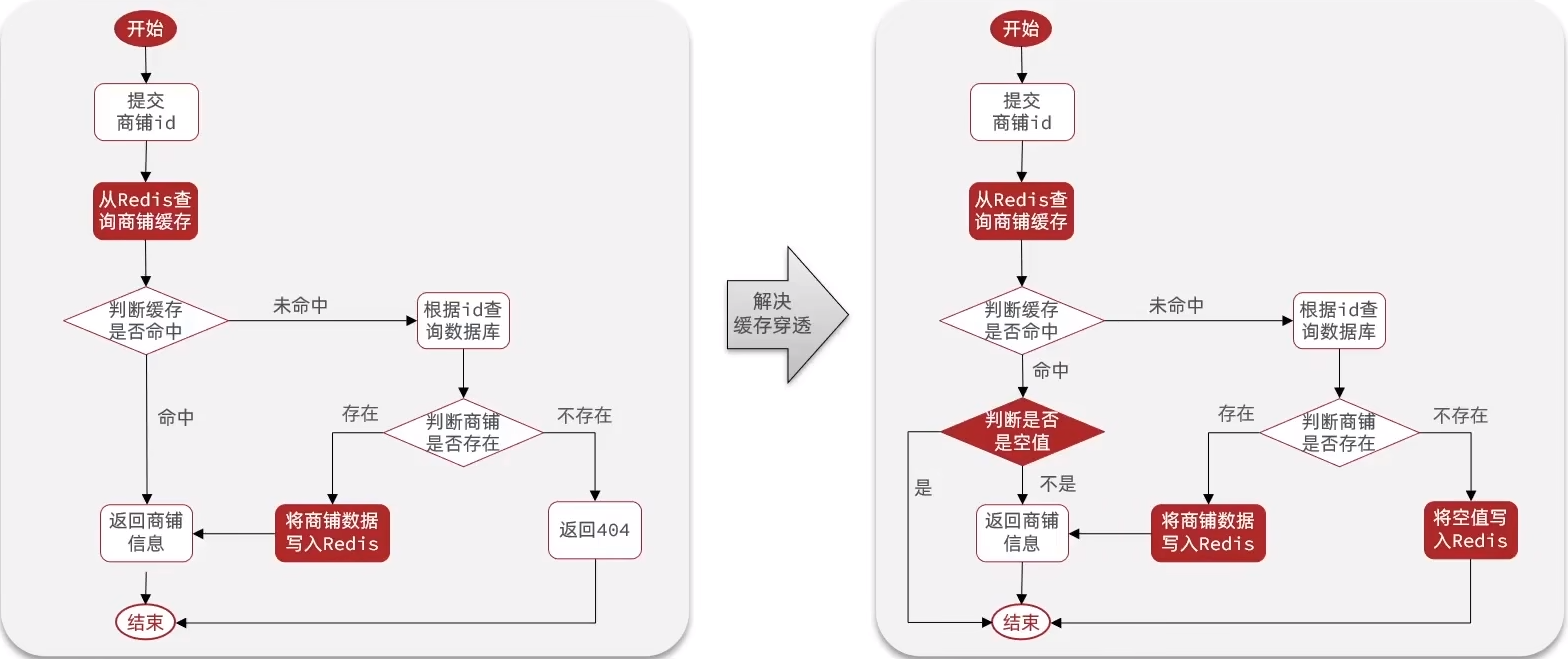 开始
提交
商铺id
从Redis查
询商铺缓存
判断缓存
是否命中
未命中
根据id查
询数据库
命中
存在
判断商铺
是否存在
不存在
返回商铺
信息
将商铺数据
写入Redis
返回404
结束
解决
缓存穿透
开始
提交
商铺id
从Redis查
询商铺缓存
判断缓存
是否命中
未命中
根据id查
询数据库
命中
判断是否
是空值
是
不是
存在
判断商铺
是否存在
不存在
返回商铺
信息
将商铺数据
写入Redis
将空值写
入Redis
结束